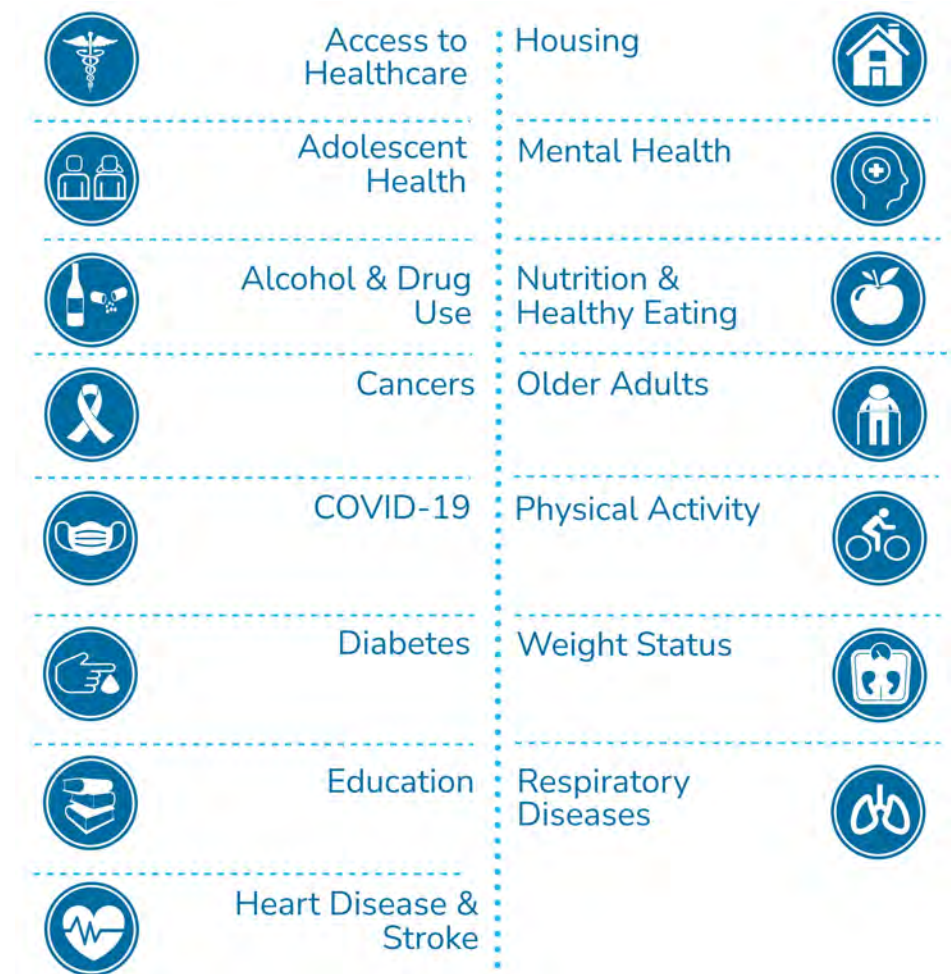 Access to
Healthcare
Adolescent
Health
Alcohol & Drug
Use
Cancers
COVID-19
Diabetes
Education
Heart Disease &
Stroke
Housing
Mental Health
Nutrition &
Healthy Eating
Older Adults
Physical Activity
Weight Status
Respiratory
Diseases